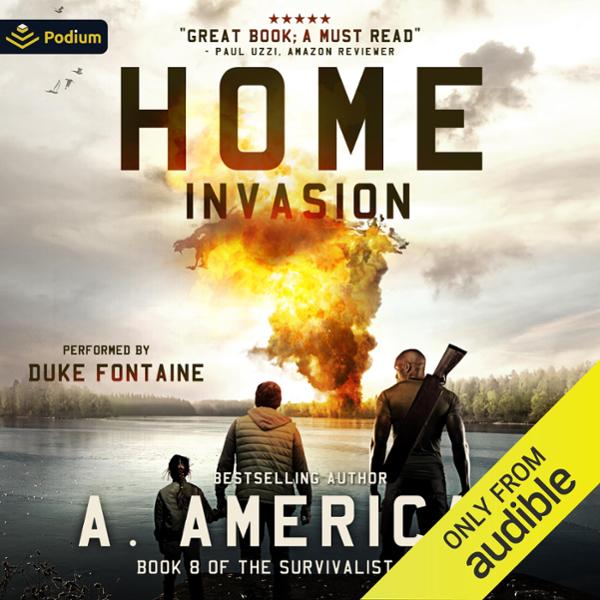 Podium
★★★★★
"GREAT BOOK; A MUST READ"
- PAUL UZZI, AMAZON REVIEWER
HOME
INVASION
PERFORMED BY
DUKE FONTAINE
BESTSELLING AUTHOR
A. AMERIC
BOOK 8 OF THE SURVIVALIST
ONLY FROM
audible